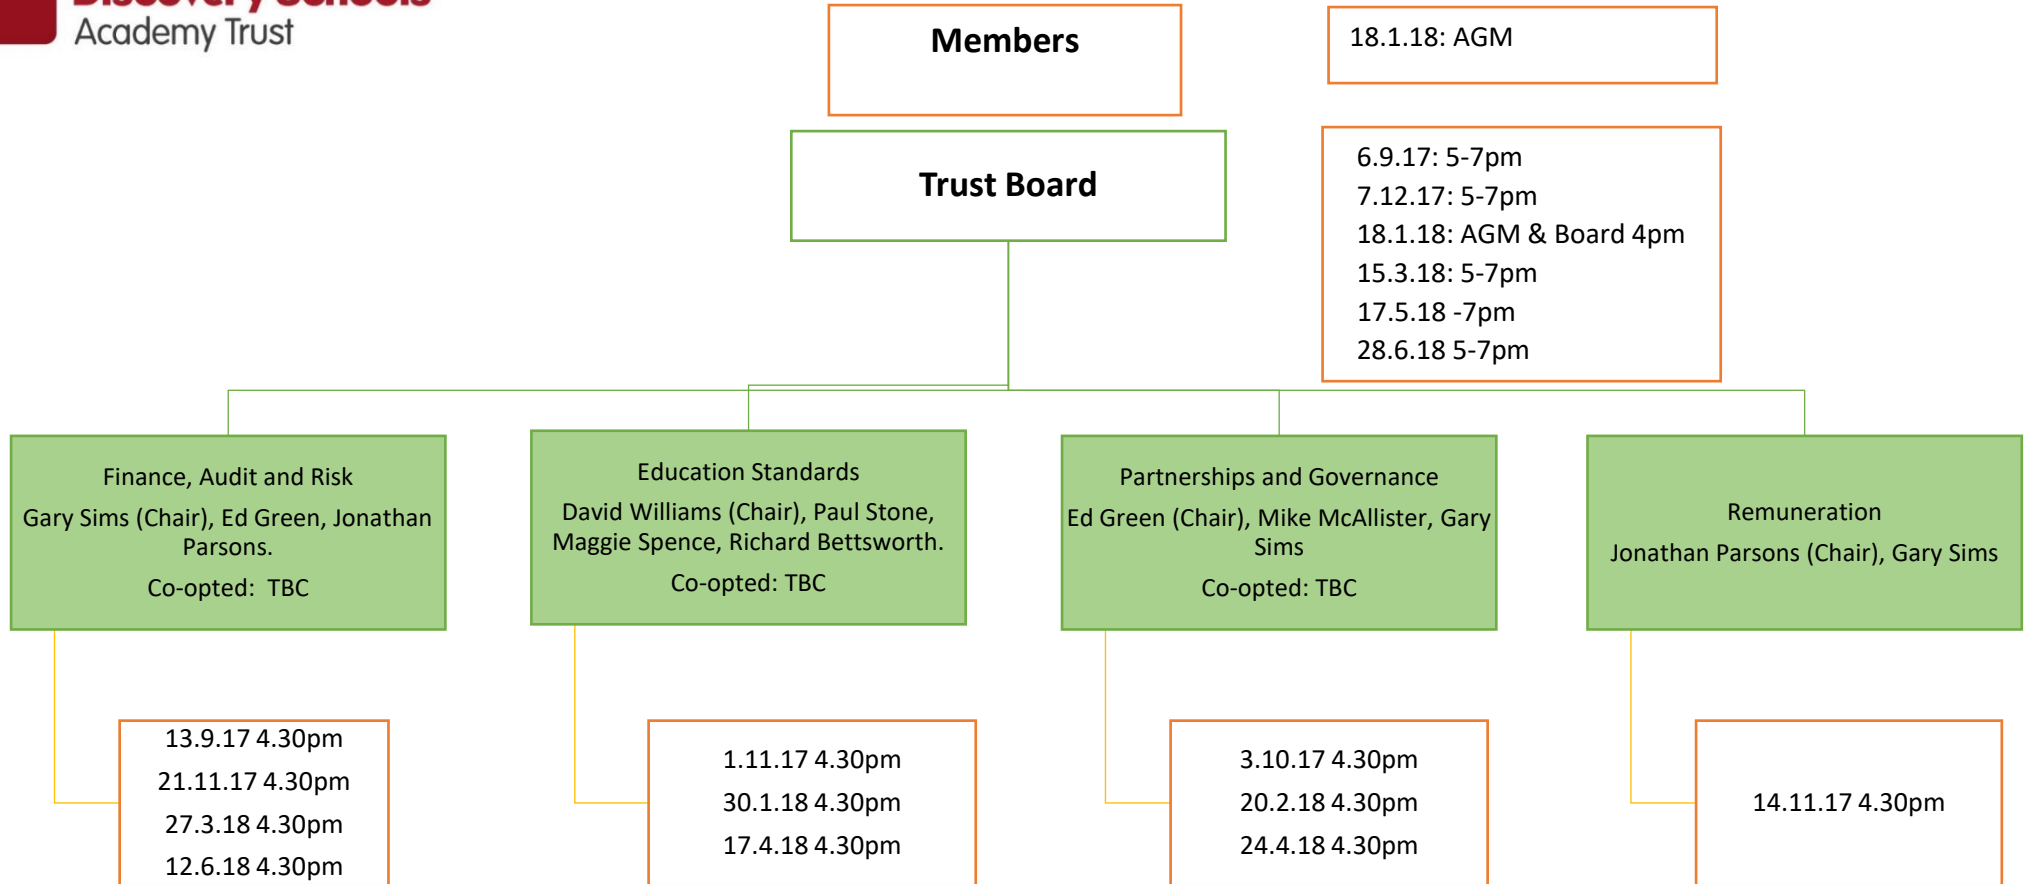 Discovery Schools
Academy Trust
Members
18.1.18: AGM
Trust Board
6.9.17: 5-7pm
7.12.17: 5-7pm
18.1.18: AGM & Board 4pm
15.3.18: 5-7pm
17.5.18 -7pm
28.6.18 5-7pm
Finance, Audit and Risk
Gary Sims (Chair), Ed Green, Jonathan
Parsons.
Co-opted: TBC
Education Standards
David Williams (Chair), Paul Stone,
Maggie Spence, Richard Bettsworth.
Co-opted: TBC
Partnerships and Governance
Ed Green (Chair), Mike McAllister, Gary
Sims
Co-opted: TBC
Remuneration
Jonathan Parsons (Chair), Gary Sims
13.9.17 4.30pm
21.11.17 4.30pm
27.3.18 4.30pm
12.6.18 4.30pm
1.11.17 4.30pm
30.1.18 4.30pm
17.4.18 4.30pm
3.10.17 4.30pm
20.2.18 4.30pm
24.4.18 4.30pm
14.11.17 4.30pm